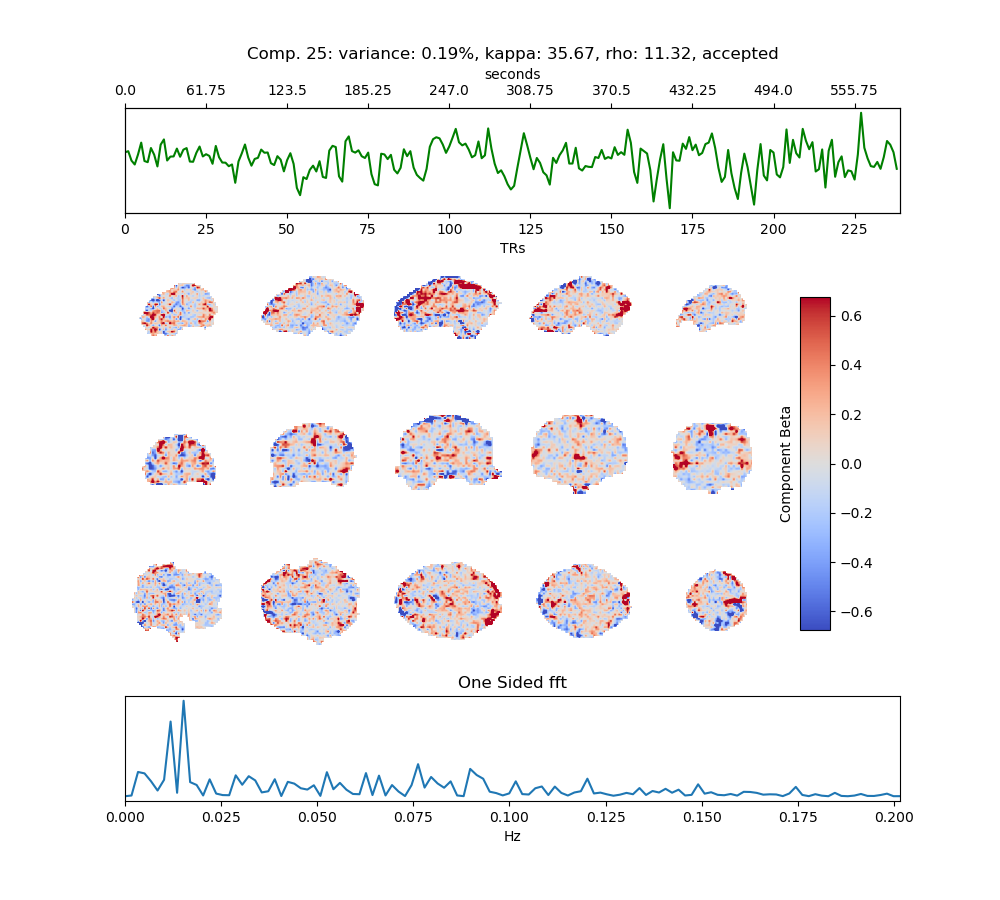 Comp. 25: variance: 0.19%, kappa: 35.67, rho: 11.32, accepted
seconds
0.0 61.75 123.5 185.25 247.0 308.75 370.5 432.25 494.0 555.75
0 25 50 75 100 125 150 175 200 225
TRs
0.6
0.4
0.2
0.0
−0.2
−0.4
−0.6
Component Beta
One Sided fft
0.000 0.025 0.050 0.075 0.100 0.125 0.150 0.175 0.200
Hz